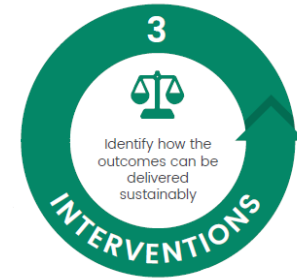 3
Identify how the
outcomes can be
delivered
sustainably
INTERVENTIONS